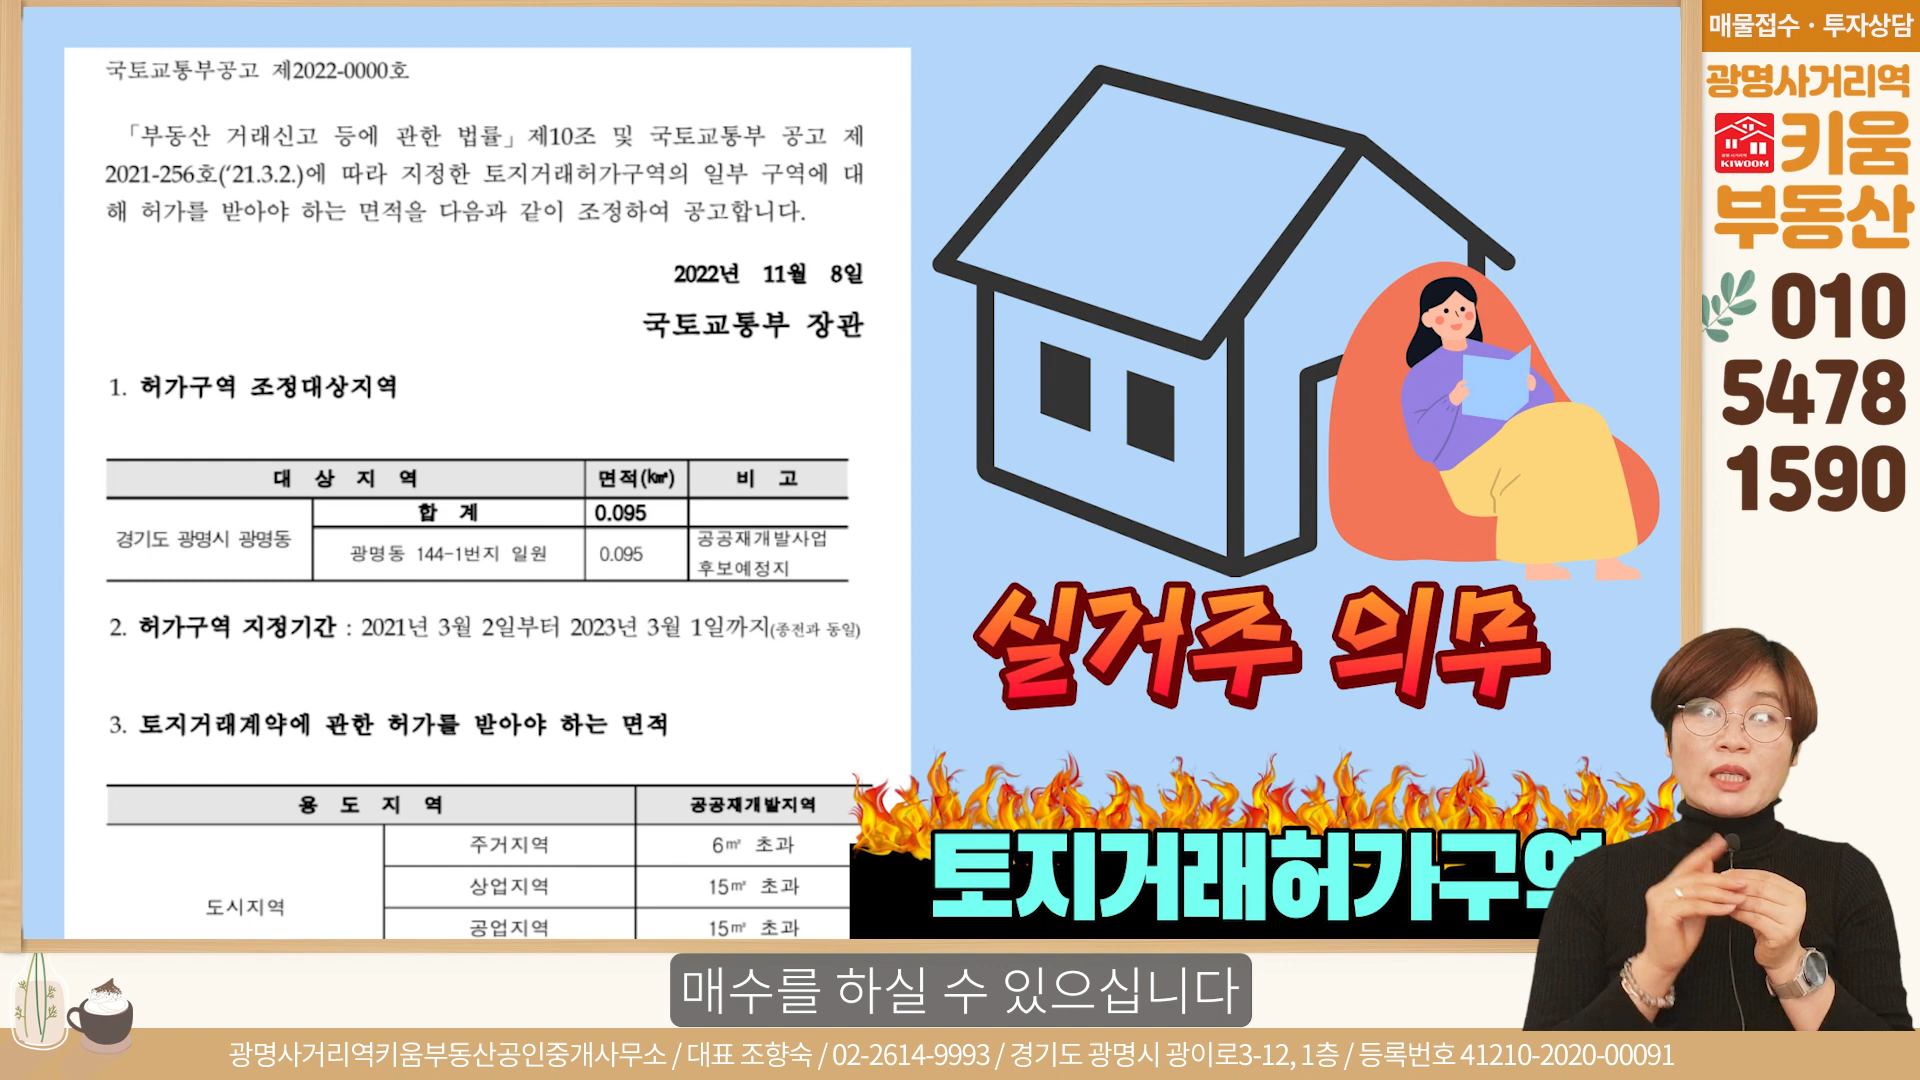 국토교통부공고 제2022-0000호
「부동산 거래신고 등에 관한 법률」제10조 및 국토교통부 공고 제
2021-256호(‘21.3.2.)에 따라 지정한 토지거래허가구역의 일부 구역에 대
해 허가를 받아야 하는 면적을 다음과 같이 조정하여 공고합니다.
2022년 11월 8일
국토교통부 장관
1. 허가구역 조정대상지역
대 상 지 역 면적(㎢) 비 고
경기도 광명시 광명동
합 계 0.095
광명동 144-1번지 일원 0.095
공공재개발사업
후보예정지
2. 허가구역 지정기간 : 2021년 3월 2일부터 2023년 3월 1일까지(종전과 동일)
3. 토지거래계약에 관한 허가를 받아야 하는 면적
용 도 지 역 공공재개발지역
도시지역
주거지역 6㎡ 초과
상업지역 15㎡ 초과
공업지역 15㎡ 초과
실거주 의무
토지거래허가구역
매물접수 · 투자상담
광명사거리역
광명사거리역
KIWOOM
키움
부동산
010
5478
1590
매수를 하실 수 있으십니다
광명사거리역키움부동산공인중개사무소 / 대표 조향숙 / 02-2614-9993 / 경기도 광명시 광이로3-12, 1층 / 등록번호 41210-2020-00091